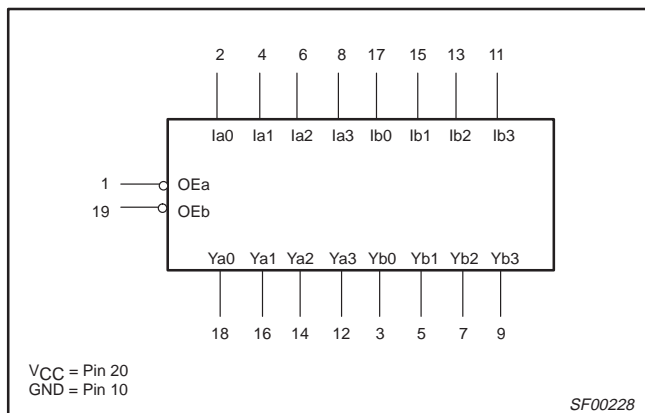 2 4 6 8 17 15 13 11
Ia0 Ia1 Ia2 Ia3 Ib0 Ib1 Ib2 Ib3
1 OEa
19 OEb
Ya0 Ya1 Ya2 Ya3 Yb0 Yb1 Yb2 Yb3
18 16 14 12 3 5 7 9
VCC = Pin 20
GND = Pin 10
SF00228